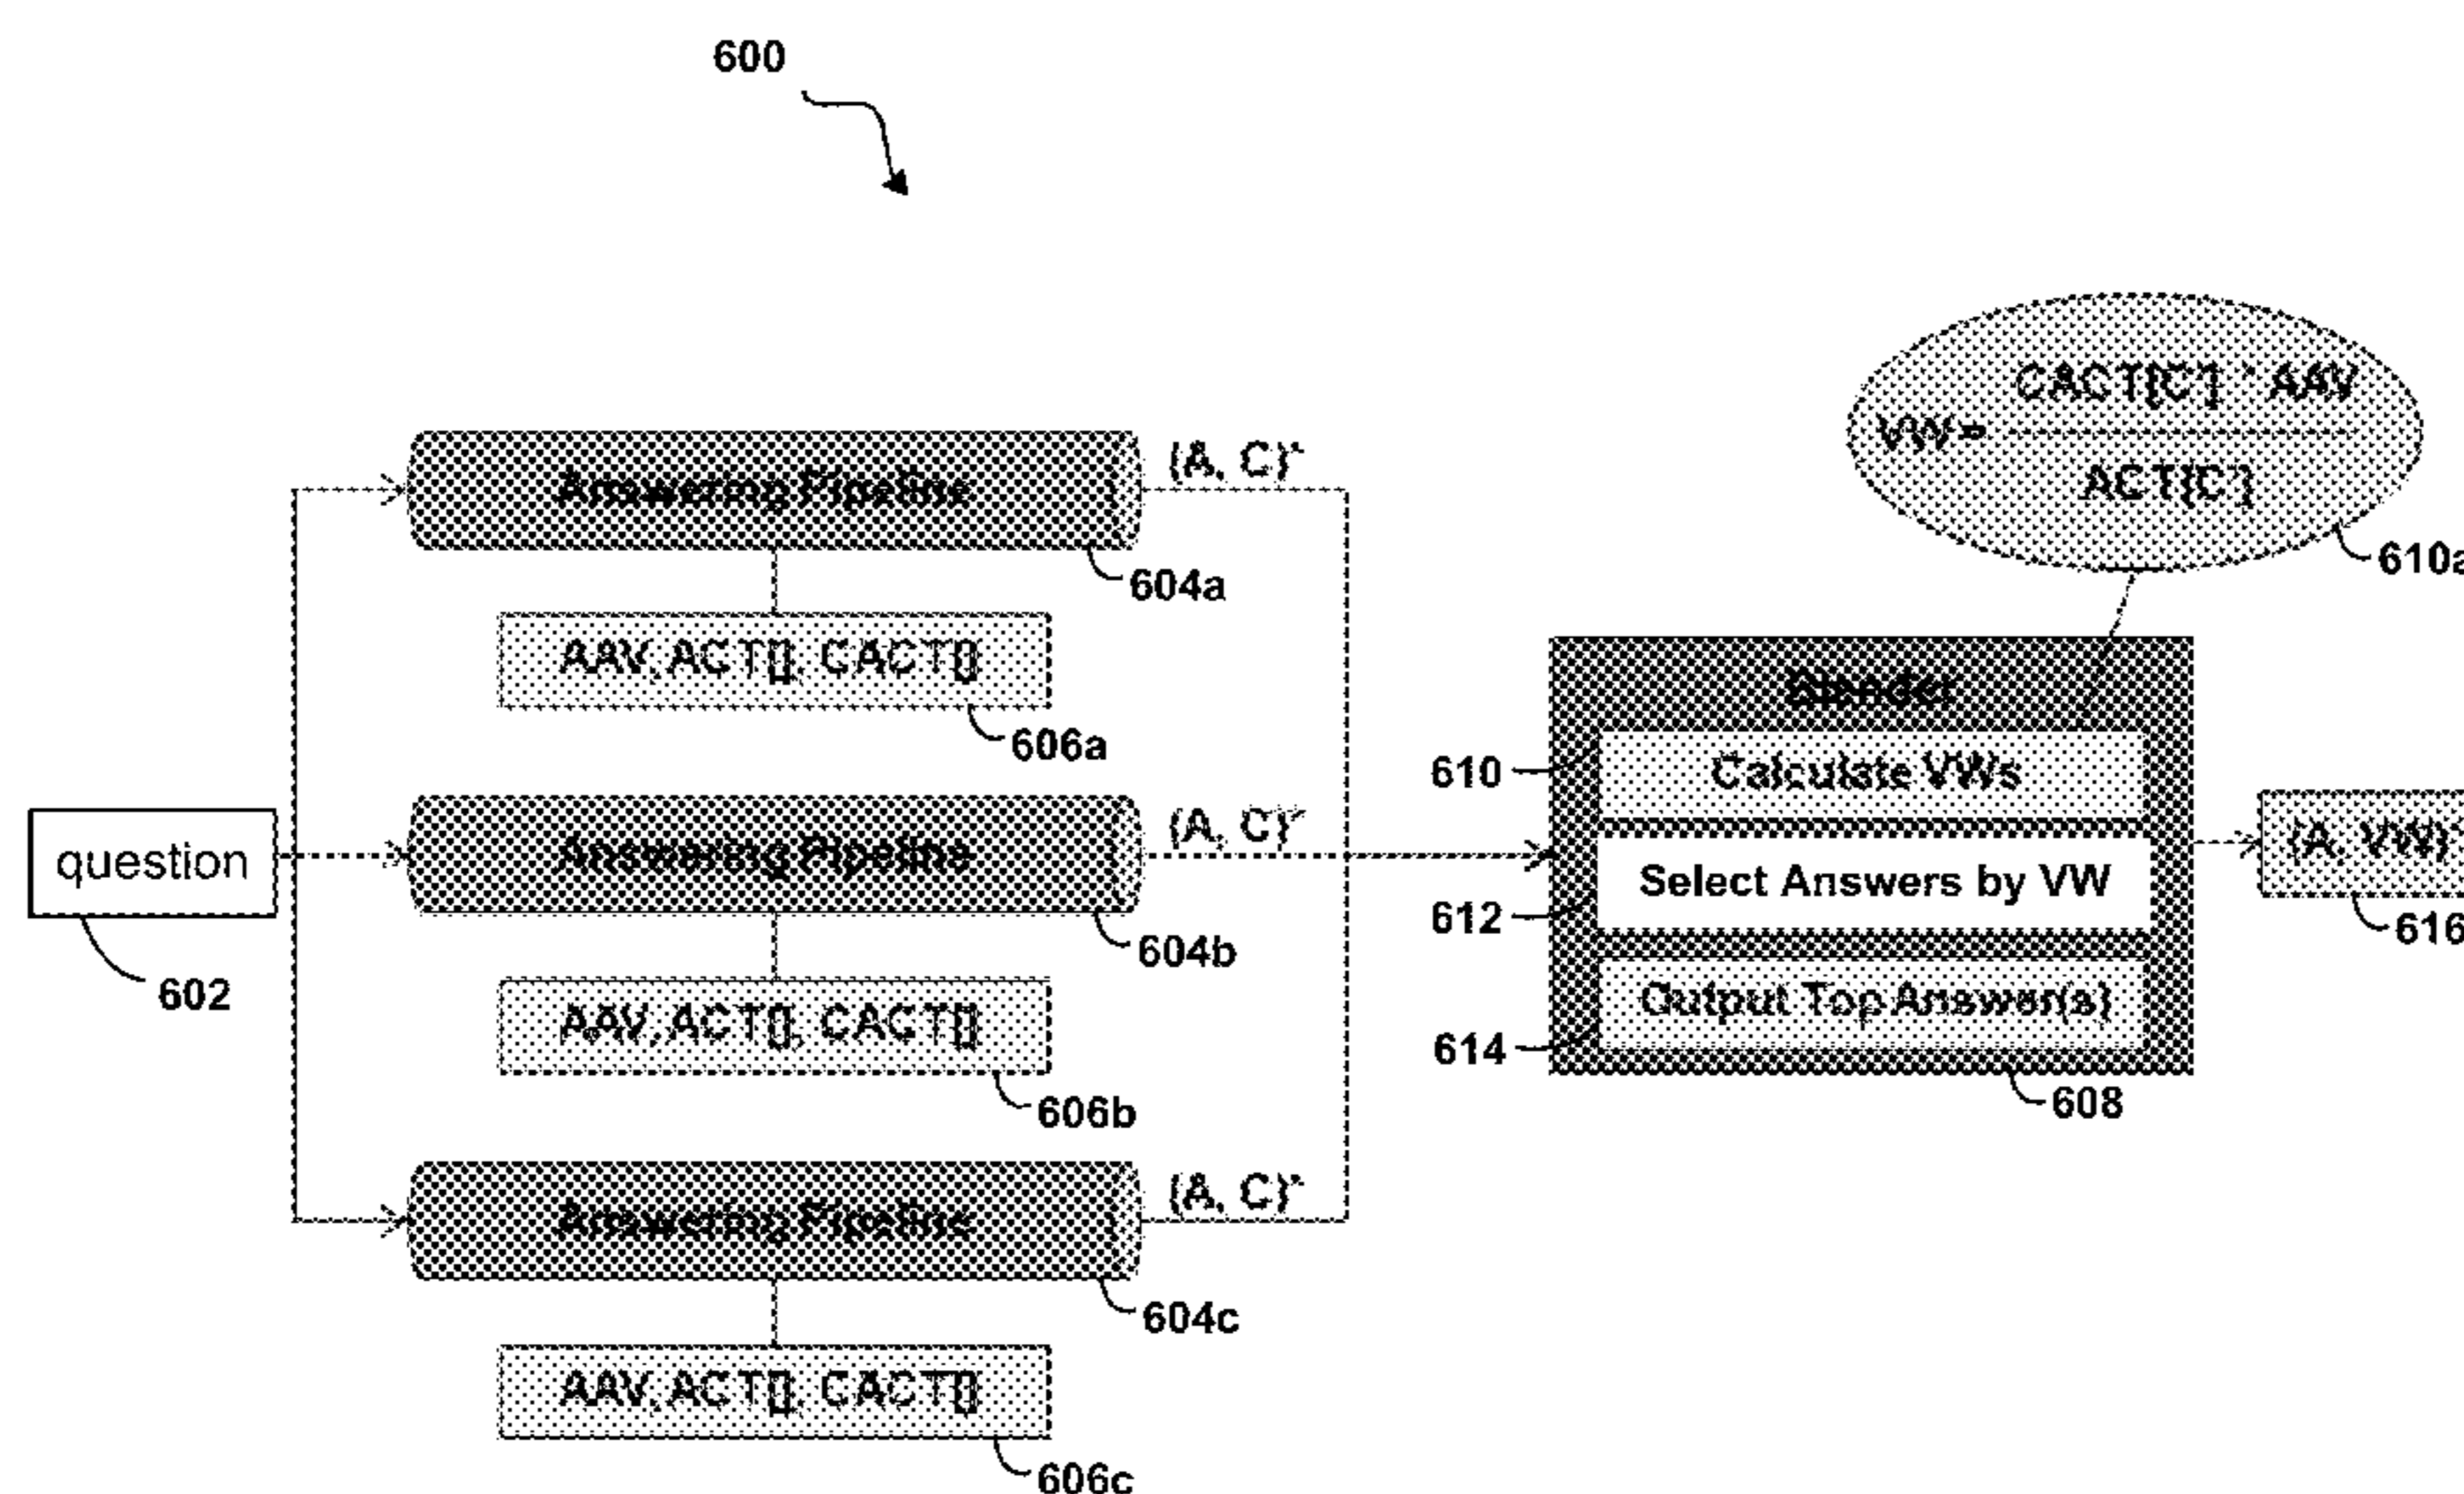 600
CACT[C] * AAV
VW =
ACT[C]
610a
Answering Pipeline
(A, C)*
604a
AAV, ACT[], CACT[]
606a
Blender
610
Calculate VWs
question
602
Answering Pipeline
(A, C)*
604b
612
Select Answers by VW
(A, VW)
616
AAV, ACT[], CACT[]
606b
614
Output Top Answer(s)
608
Answering Pipeline
(A, C)*
604c
AAV, ACT[], CACT[]
606c